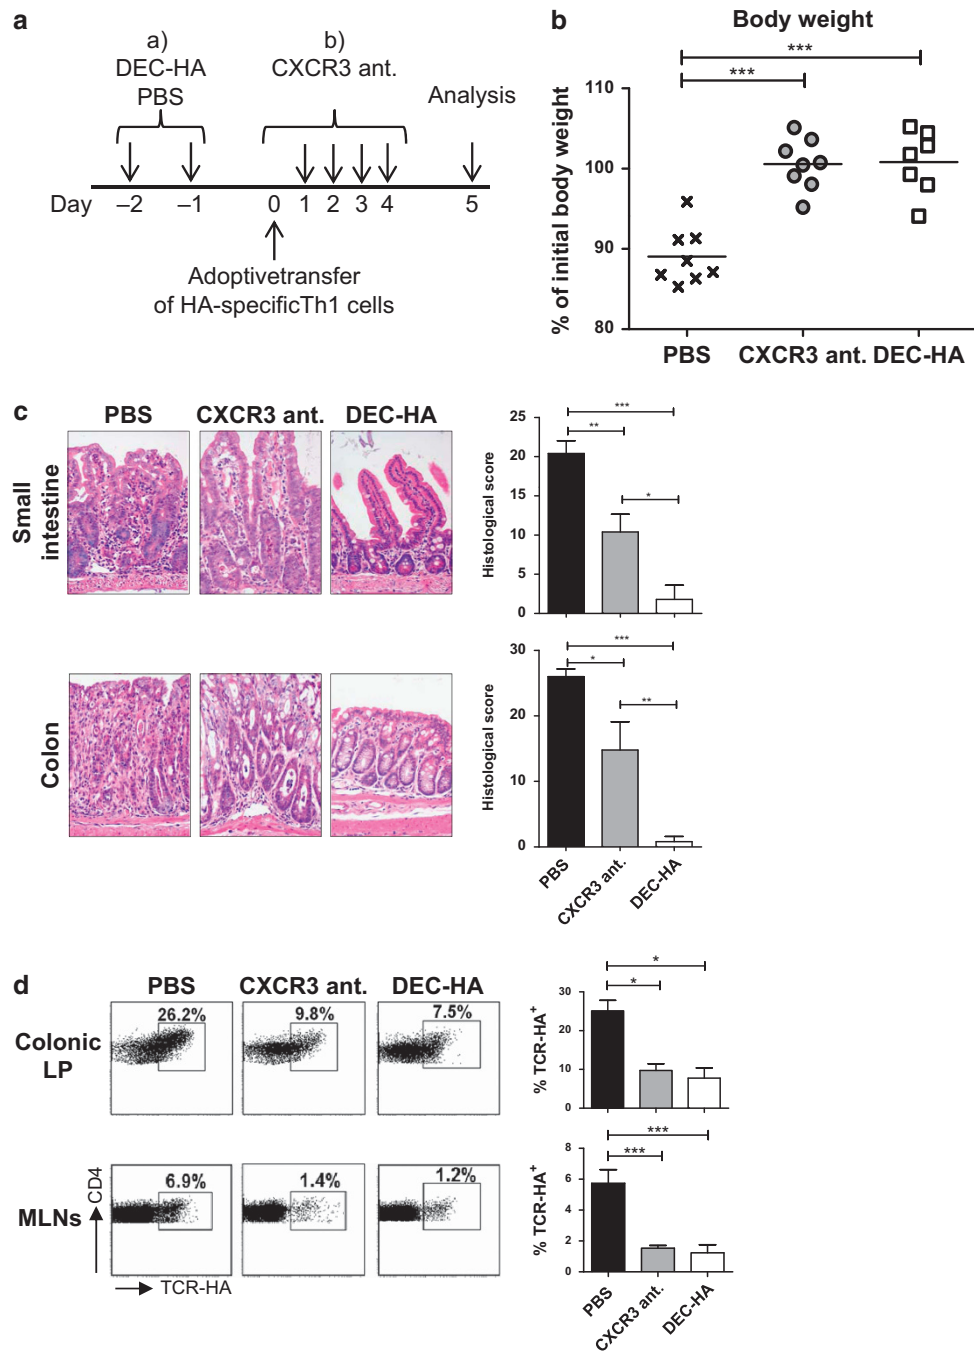 a
a)
DEC-HA
PBS
b)
CXCR3 ant.
Analysis
Day –2 –1 0 1 2 3 4 5
Adoptivetransfer
of HA-specificTh1 cells
b
Body weight
***
***
% of initial body weight
110
100
90
80
PBS CXCR3 ant. DEC-HA
c
PBS CXCR3 ant. DEC-HA
Small
intestine
Histological score
25
20
15
10
5
0
***
**
*
Colon
Histological score
30
20
10
0
***
*
**
PBS
CXCR3 ant.
DEC-HA
d
PBS CXCR3 ant. DEC-HA
Colonic
LP
26.2% 9.8% 7.5%
% TCR-HA+
30
20
10
0
*
*
MLNs
6.9% 1.4% 1.2%
CD4
TCR-HA
% TCR-HA+
8
6
4
2
0
***
***
PBS
CXCR3 ant.
DEC-HA